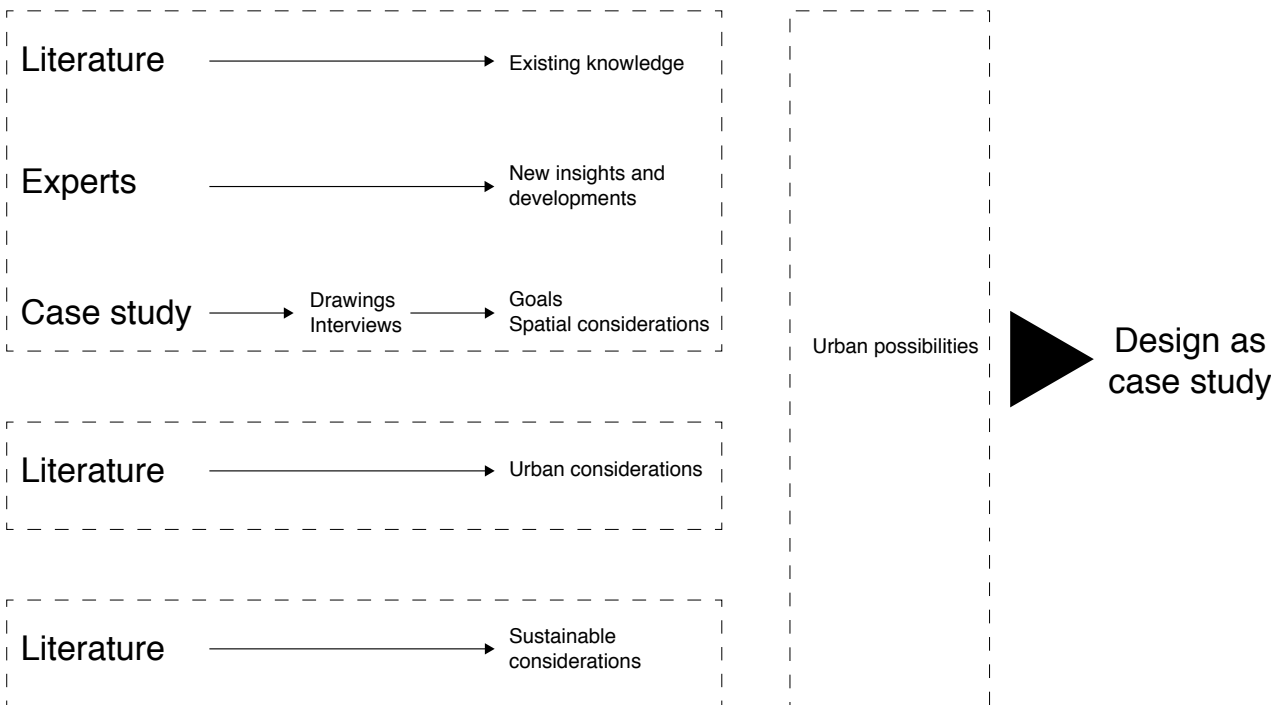 Literature
Existing knowledge
Experts
New insights and
developments
Case study
Drawings
Interviews
Goals
Spatial considerations
Literature
Urban considerations
Literature
Sustainable
considerations
Urban possibilities
Design as
case study